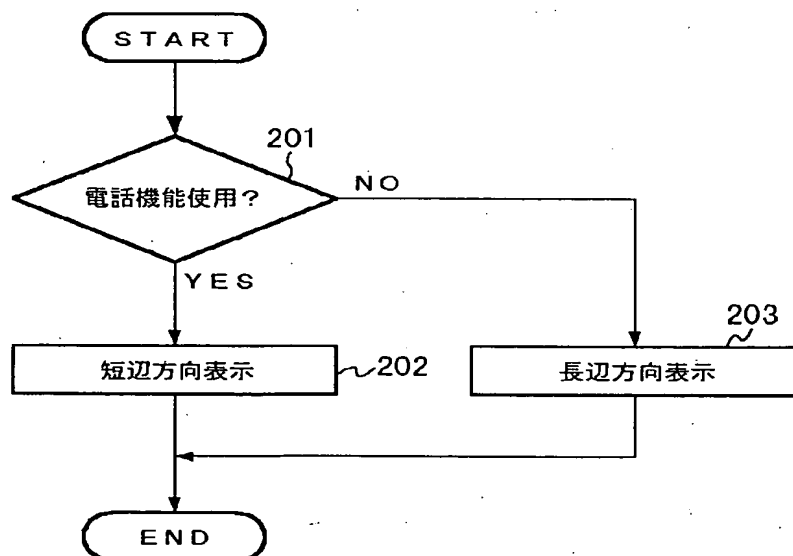 START
201
電話機能使用?
NO
YES
短辺方向表示
202
203
長辺方向表示
END